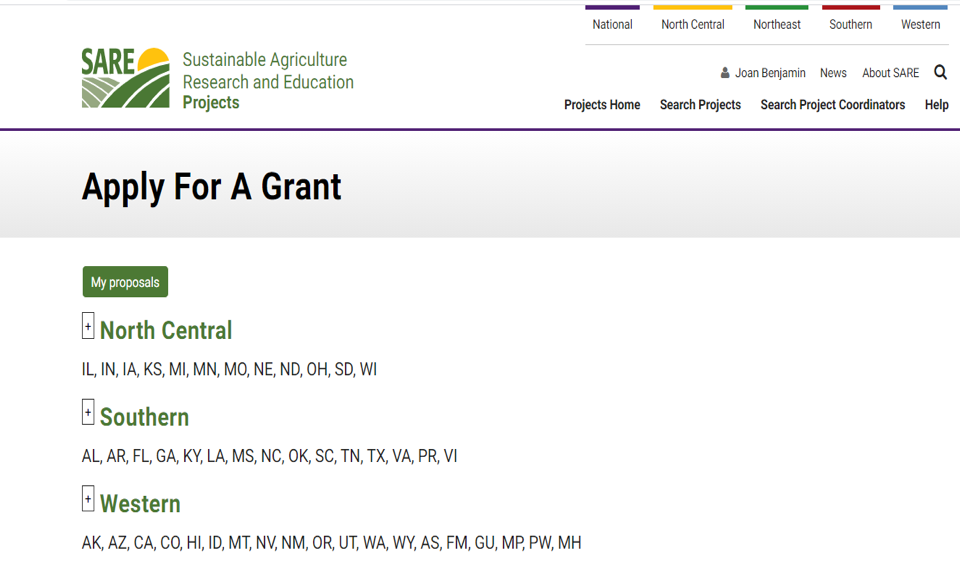 National North Central Northeast Southern Western
SARE
Sustainable Agriculture
Research and Education
Projects
Joan Benjamin News About SARE
Projects Home Search Projects Search Project Coordinators Help
Apply For A Grant
My proposals
+ North Central
IL, IN, IA, KS, MI, MN, MO, NE, ND, OH, SD, WI
+ Southern
AL, AR, FL, GA, KY, LA, MS, NC, OK, SC, TN, TX, VA, PR, VI
+ Western
AK, AZ, CA, CO, HI, ID, MT, NV, NM, OR, UT, WA, WY, AS, FM, GU, MP, PW, MH